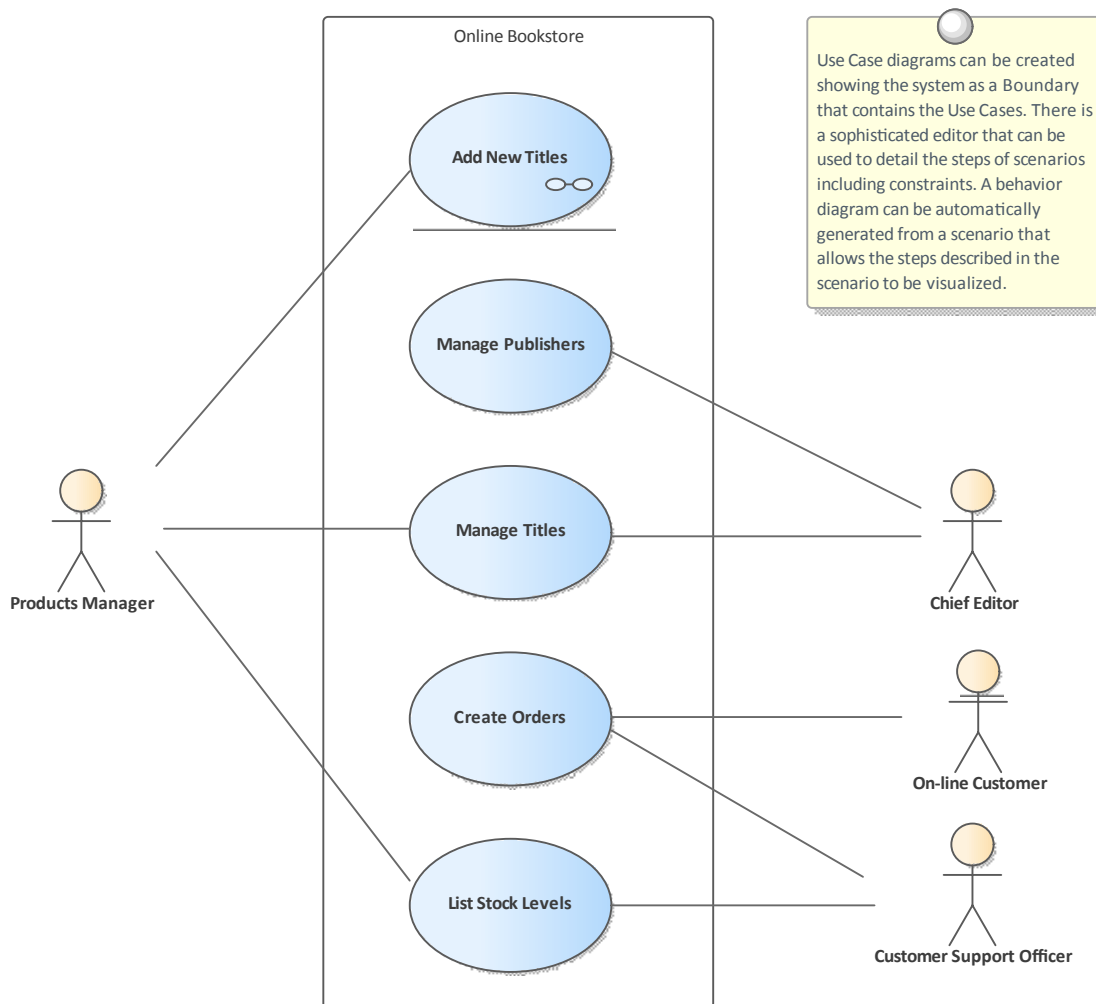 Online Bookstore
Use Case diagrams can be created
showing the system as a Boundary
that contains the Use Cases. There is
a sophisticated editor that can be
used to detail the steps of scenarios
including constraints. A behavior
diagram can be automatically
generated from a scenario that
allows the steps described in the
scenario to be visualized.
Add New Titles
Manage Publishers
Manage Titles
Products Manager
Chief Editor
Create Orders
On-line Customer
List Stock Levels
Customer Support Officer